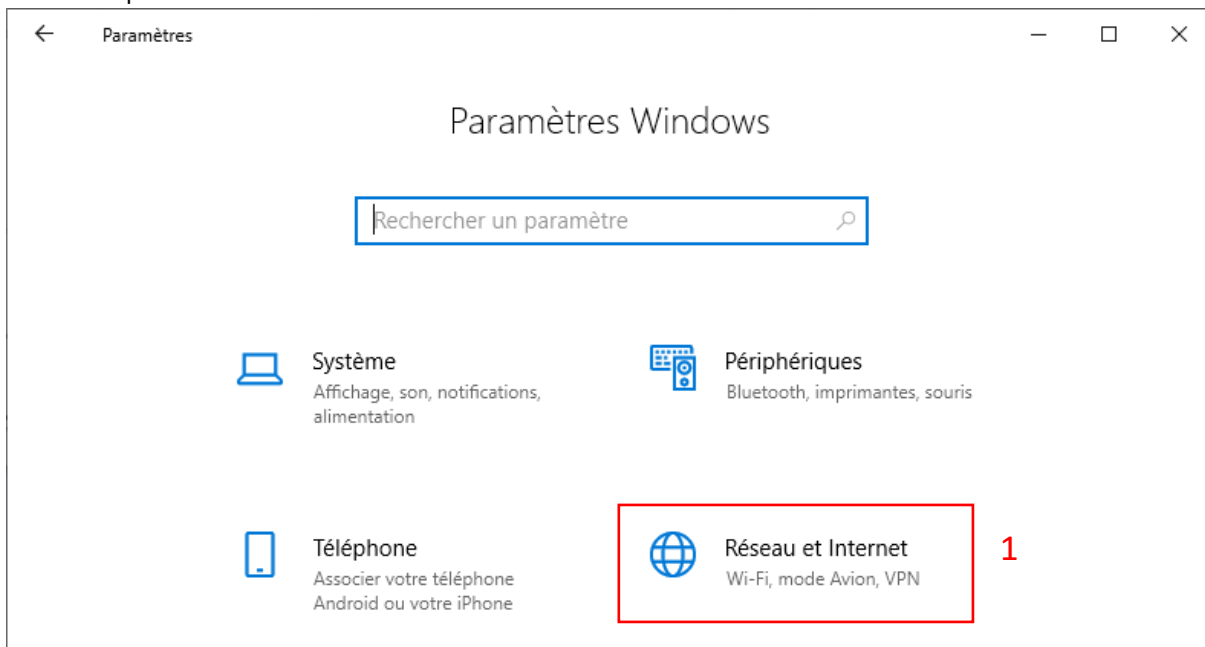 Paramètres
Paramètres Windows
Rechercher un paramètre
Système
Affichage, son, notifications,
alimentation
Périphériques
Bluetooth, imprimantes, souris
Téléphone
Associer votre téléphone
Android ou votre iPhone
Réseau et Internet
Wi-Fi, mode Avion, VPN
1